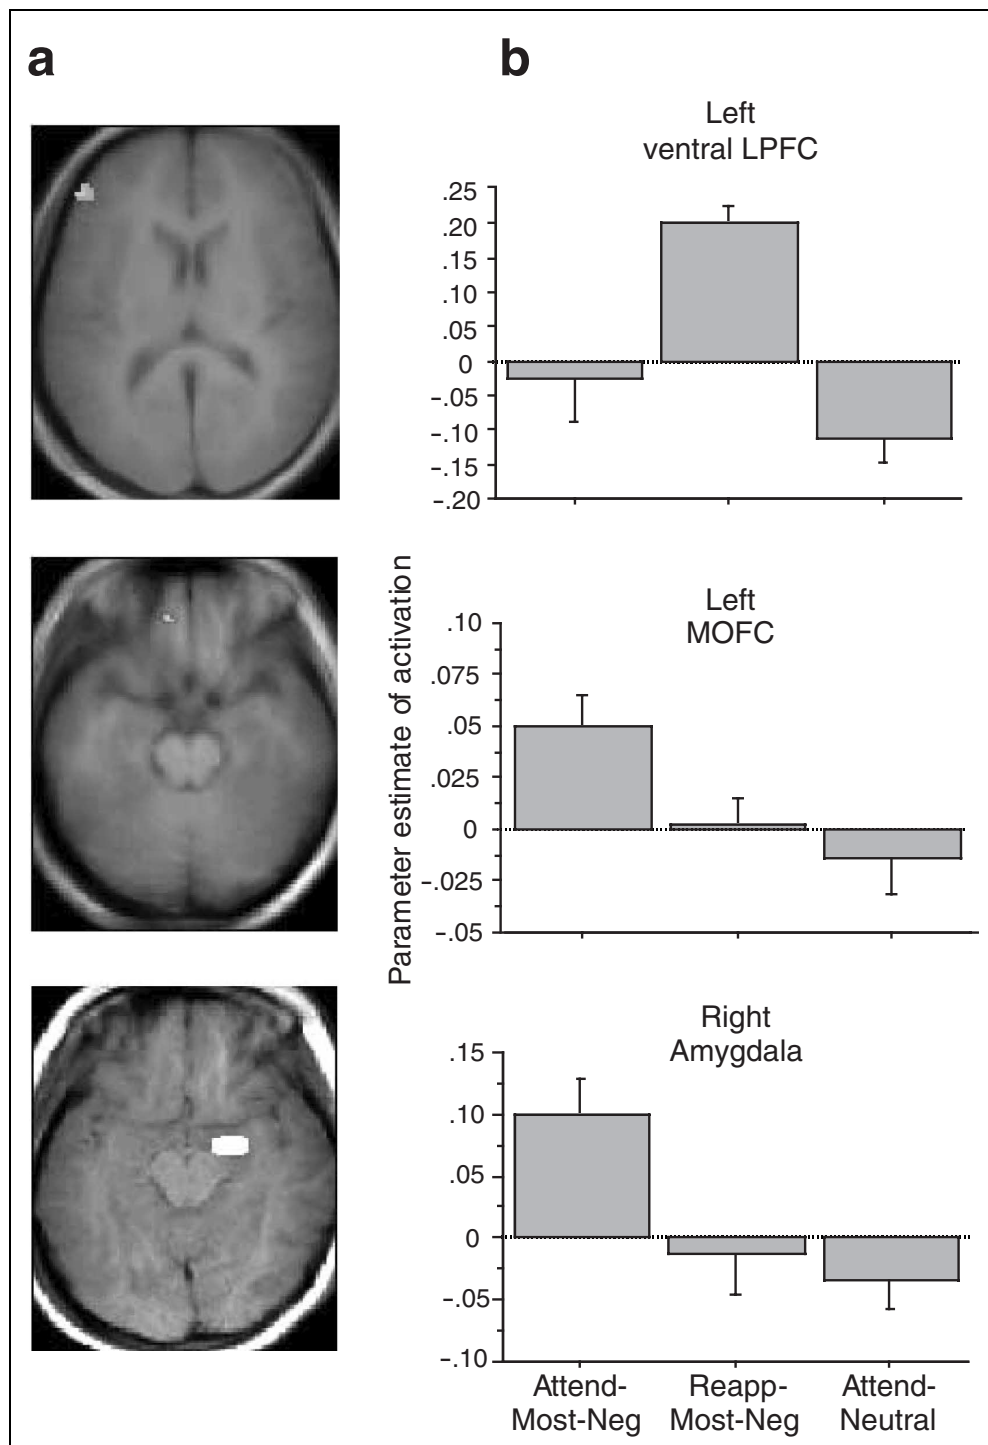 a
b
Left
ventral LPFC
.25
.20
.15
.10
.05
0
-.05
-.10
-.15
-.20
Parameter estimate of activation
Left
MOFC
.10
.075
.05
.025
0
-.025
-.05
Right
Amygdala
.15
.10
.05
0
-.05
-.10
Attend-
Most-Neg
Reapp-
Most-Neg
Attend-
Neutral